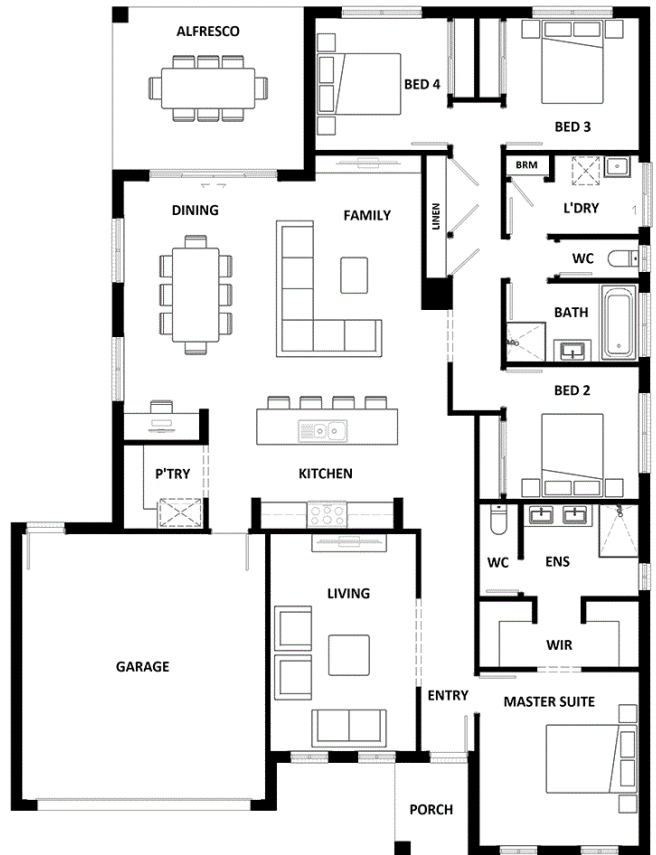 ALFRESCO
BED 4
BED 3
BRM
DINING
FAMILY
LINEN
L'DRY
WC
BATH
BED 2
P'TRY
KITCHEN
WC
ENS
LIVING
WIR
GARAGE
ENTRY
MASTER SUITE
PORCH